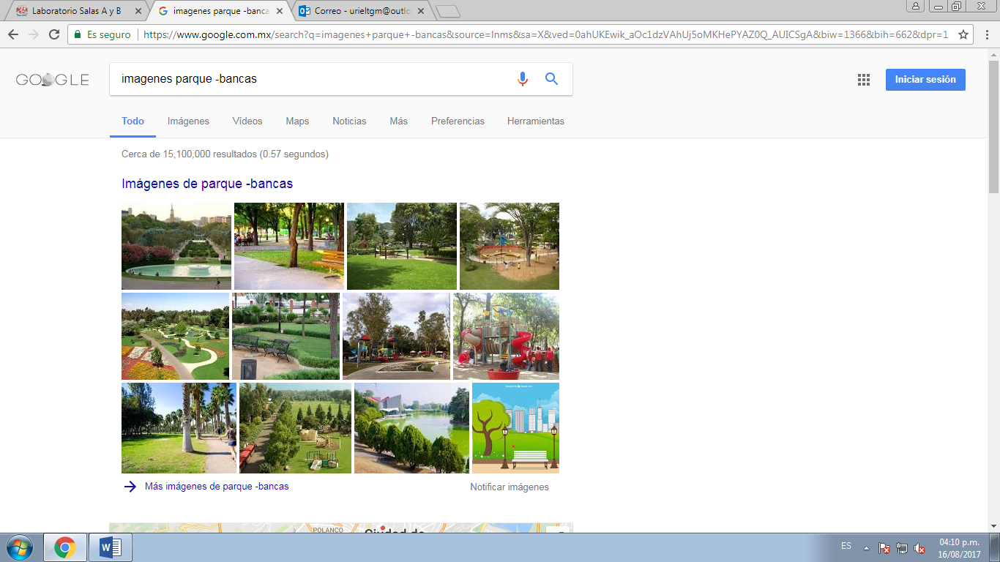 Laboratorio Salas A y B
imagenes parque -banca
Correo - urieltgm@outlo
Es seguro
https://www.google.com.mx/search?q=imagenes+parque+-bancas&source=lnms&sa=X&ved=0ahUKEwik_aOc1dzVAhUj5oMKHePYAZ0Q_AUICSgA&biw=1366&bih=662&dpr=1
GOOGLE
imagenes parque -bancas
Iniciar sesión
Todo Imágenes Vídeos Maps Noticias Más Preferencias Herramientas
Cerca de 15,100,000 resultados (0.57 segundos)
Imágenes de parque -bancas
Más imágenes de parque -bancas
Notificar imágenes
POLANCO
Ciudad de
ES
04:10 p.m.
16/08/2017